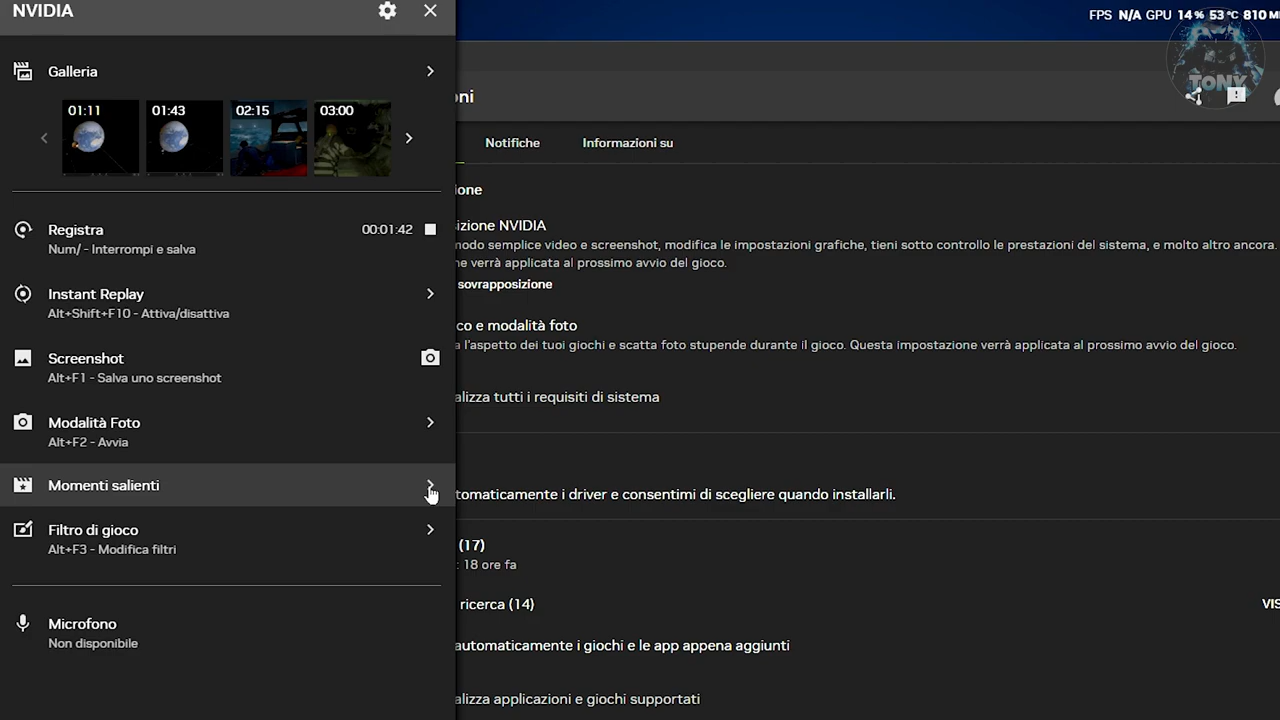 NVIDIA
FPS N/A GPU 14% 53°C 810
TONY
Galleria
01:11 01:43 02:15 03:00
Registra 00:01:42
Num/ - Interrompi e salva
Instant Replay
Alt+Shift+F10 - Attiva/disattiva
Screenshot
Alt+F1 - Salva uno screenshot
Modalità Foto
Alt+F2 - Avvia
Momenti salienti
Filtro di gioco
Alt+F3 - Modifica filtri
Microfono
Non disponibile
oni
Notifiche Informazioni su
ione
izione NVIDIA
modo semplice video e screenshot, modifica le impostazioni grafiche, tieni sotto controllo le prestazioni del sistema, e molto altro ancora.
ne verrà applicata al prossimo avvio del gioco.
sovrapposizione
co e modalità foto
a l'aspetto dei tuoi giochi e scatta foto stupende durante il gioco. Questa impostazione verrà applicata al prossimo avvio del gioco.
alizza tutti i requisiti di sistema
tomaticamente i driver e consentimi di scegliere quando installarli.
(17)
: 18 ore fa
ricerca (14)
VIS
automaticamente i giochi e le app appena aggiunti
alizza applicazioni e giochi supportati